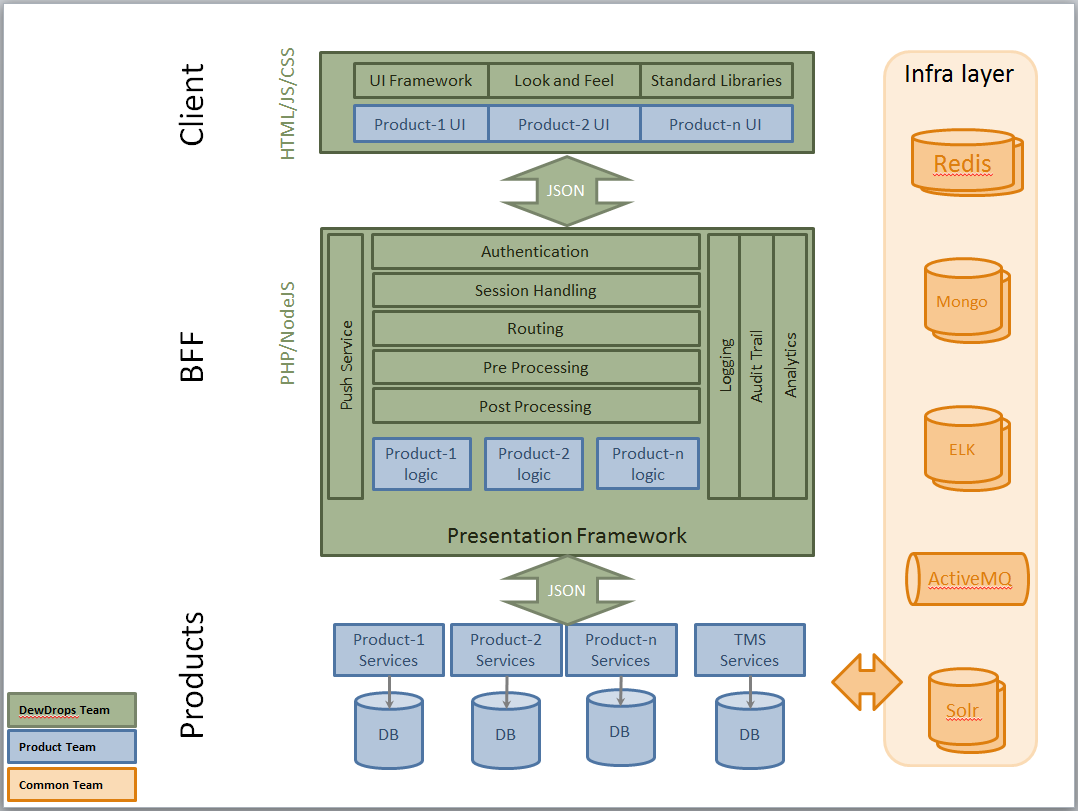 Client
HTML/JS/CSS
UI Framework
Look and Feel
Standard Libraries
Product-1 UI
Product-2 UI
Product-n UI
JSON
BFF
PHP/NodeJS
Push Service
Authentication
Session Handling
Routing
Pre Processing
Post Processing
Product-1
logic
Product-2
logic
Product-n
logic
Logging
Audit Trail
Analytics
Presentation Framework
JSON
Products
Product-1
Services
Product-2
Services
Product-n
Services
TMS
Services
DB
DB
DB
DB
Infra layer
Redis
Mongo
ELK
ActiveMQ
Solr
DewDrops Team
Product Team
Common Team